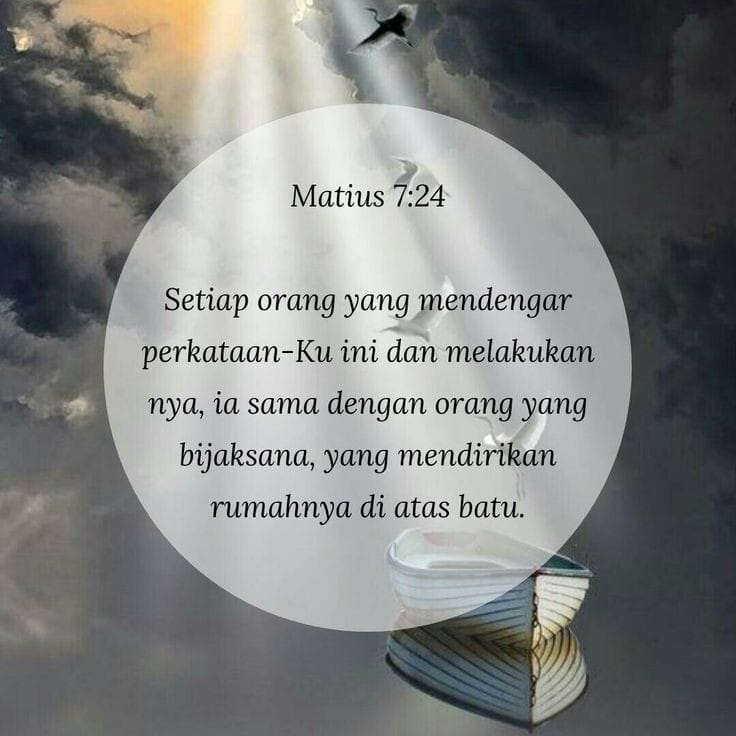 Matius 7:24
Setiap orang yang mendengar
perkataan-Ku ini dan melakukan
nya, ia sama dengan orang yang
bijaksana, yang mendirikan
rumahnya di atas batu.